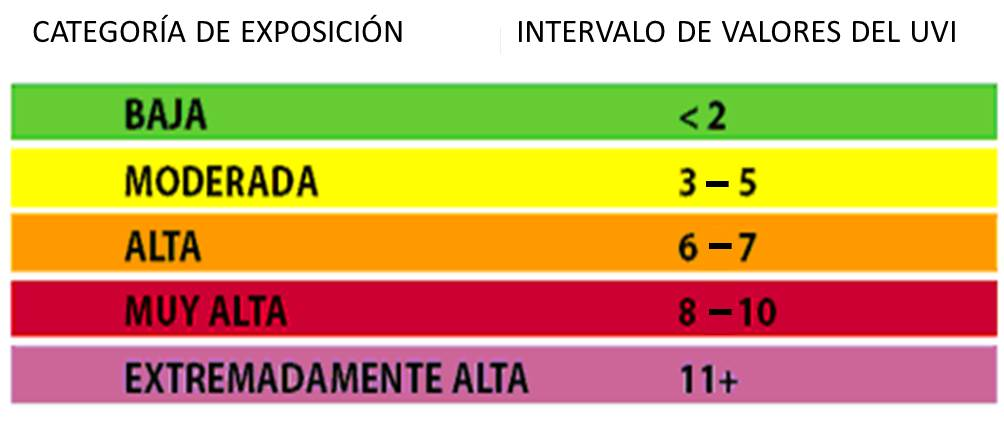 CATEGORÍA DE EXPOSICIÓN INTERVALO DE VALORES DEL UVI
BAJA < 2
MODERADA 3 – 5
ALTA 6 – 7
MUY ALTA 8 – 10
EXTREMADAMENTE ALTA 11+